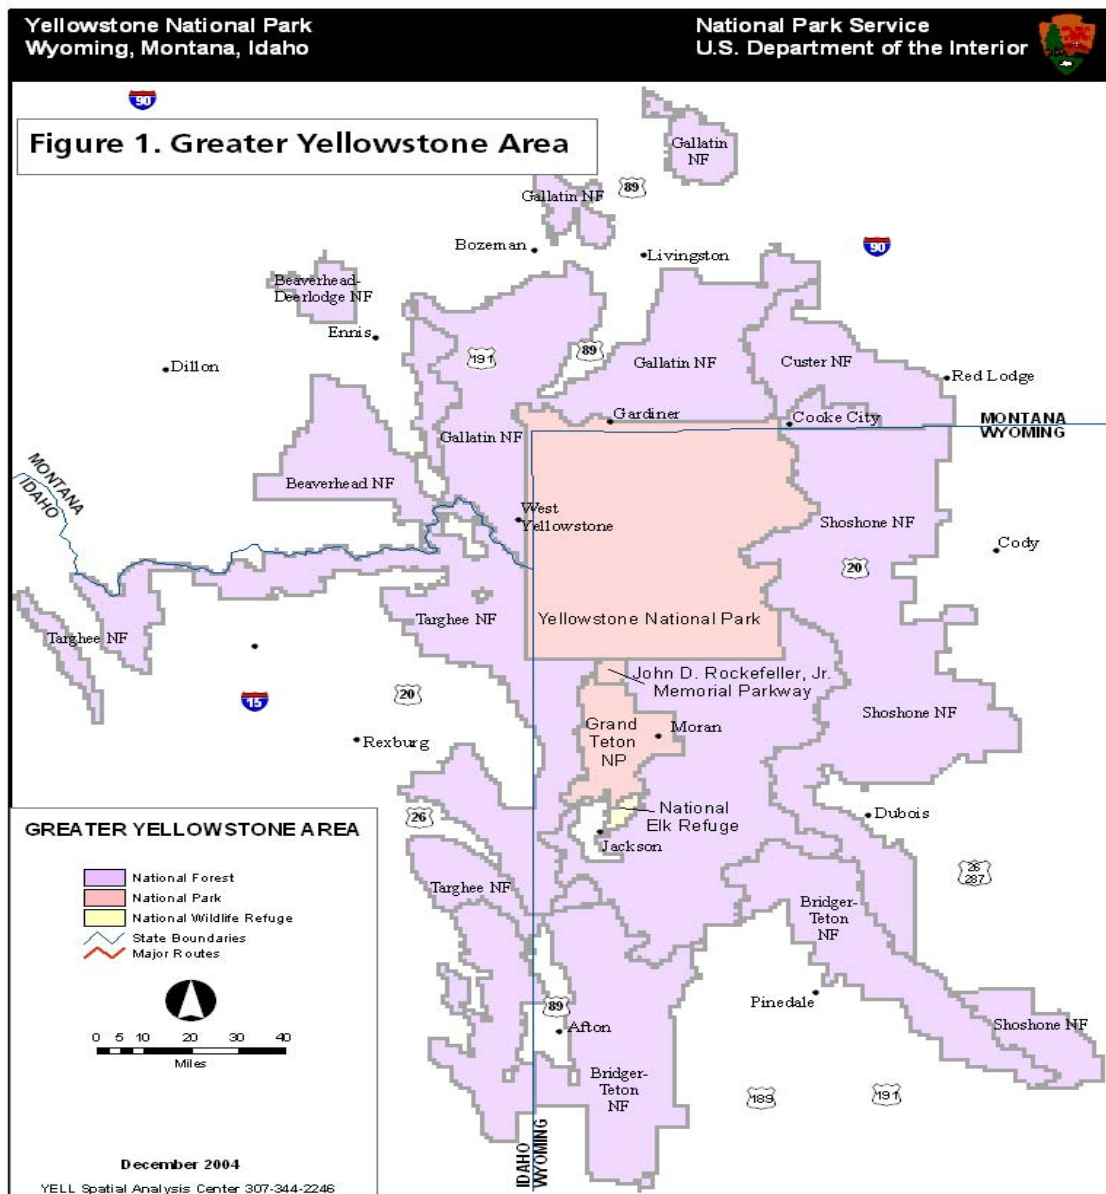 Yellowstone National Park
Wyoming, Montana, Idaho
National Park Service
U.S. Department of the Interior
90
Figure 1. Greater Yellowstone Area
Gallatin
NF
89
Gallatin NF
Bozeman
Livingston
90
Beaverhead-
Deerlodge NF
Ennis
191
89
Dillon
Gallatin NF
Custer NF
Red Lodge
Gardiner
Cooke City
MONTANA
WYOMING
Gallatin NF
MONTANA
IDAHO
Beaverhead NF
West
Yellowstone
Shoshone NF
Cody
20
Targhee NF
Yellowstone National Park
Targhee NF
John D. Rockefeller, Jr.
Memorial Parkway
20
15
Shoshone NF
Grand
Teton
NP
Moran
Rexburg
26
National
Elk Refuge
Dubois
Jackson
26
287
Targhee NF
Bridger-
Teton
NF
Pinedale
89
Afton
Shoshone NF
Bridger-
Teton
NF
189
191
IDAHO
WYOMING
GREATER YELLOWSTONE AREA
National Forest
National Park
National Wildlife Refuge
State Boundaries
Major Routes
0 5 10 20 30 40
Miles
December 2004
YELL Spatial Analysis Center 307-344-2246